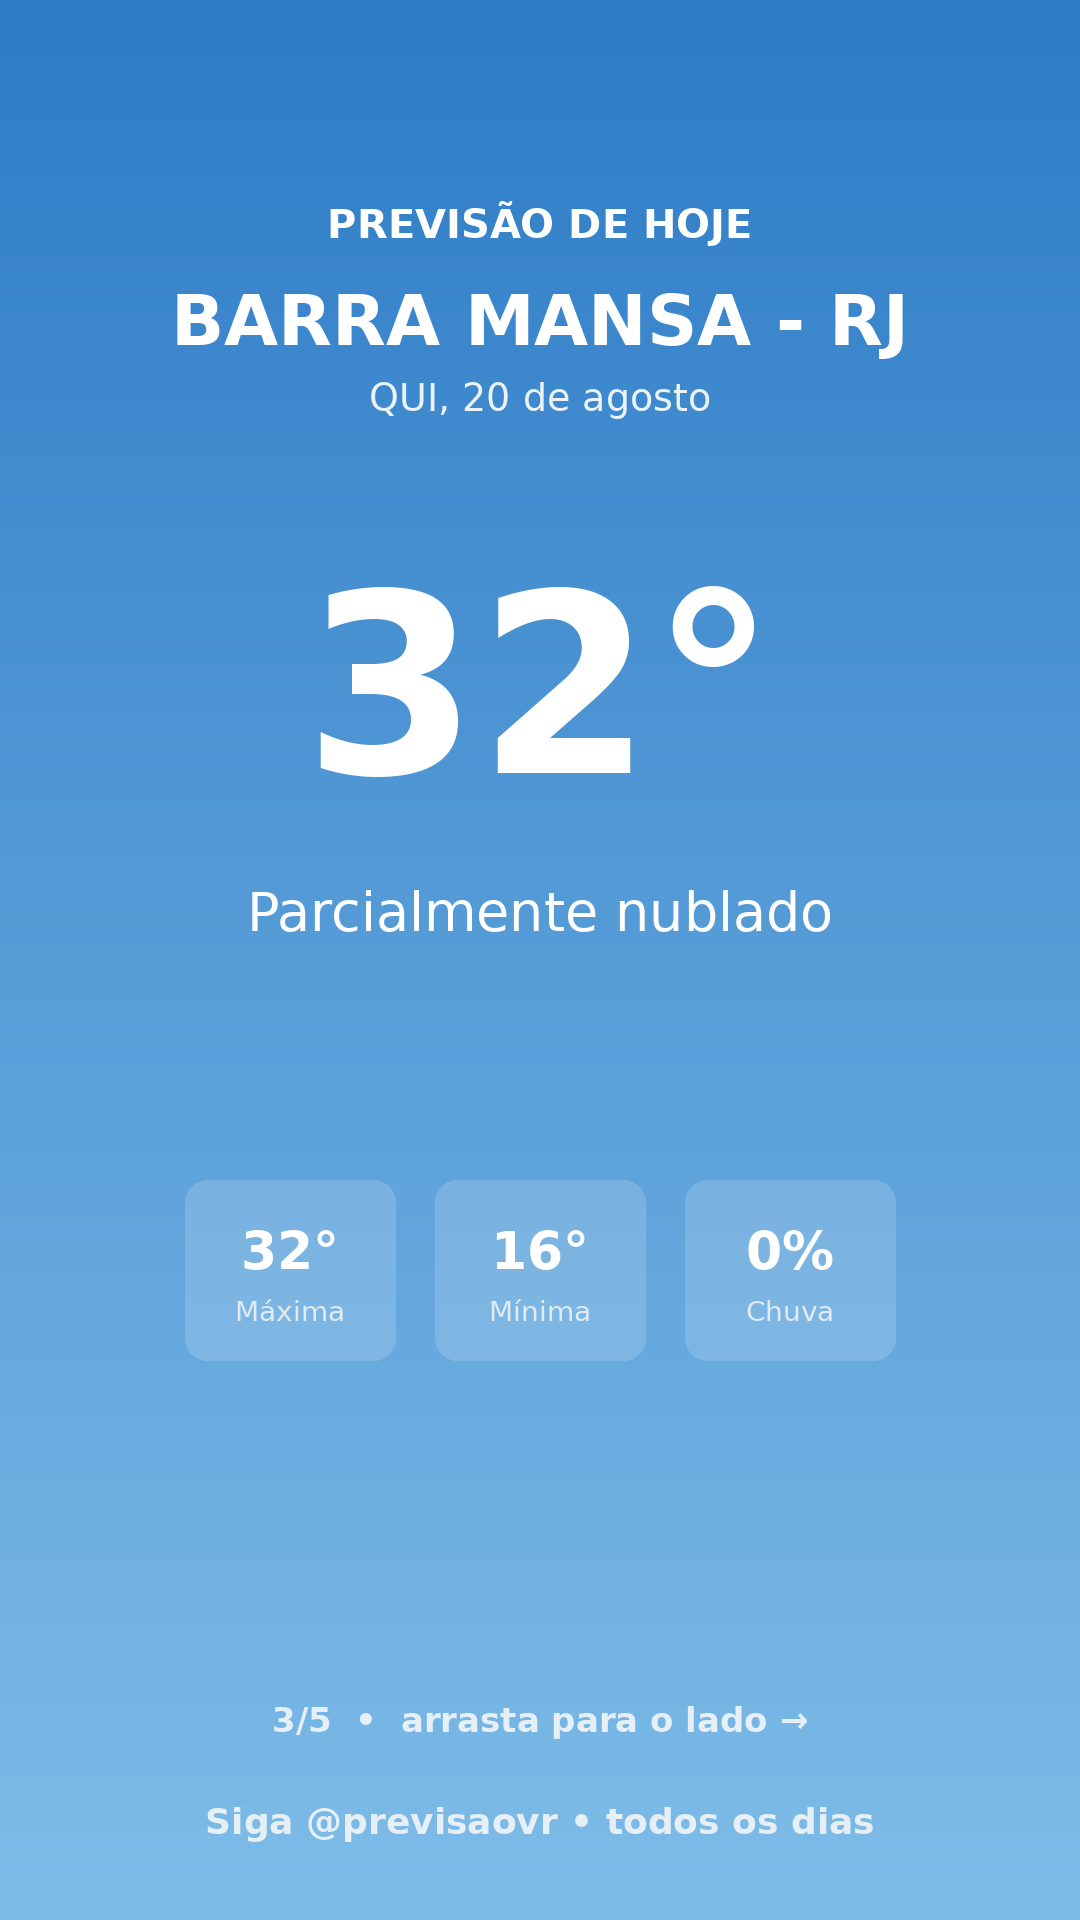 PREVISÃO DE HOJE
BARRA MANSA - RJ
QUI, 20 de agosto
32°
Parcialmente nublado
32°
Máxima
16°
Mínima
0%
Chuva
3/5 • arrasta para o lado →
Siga @previsaovr • todos os dias